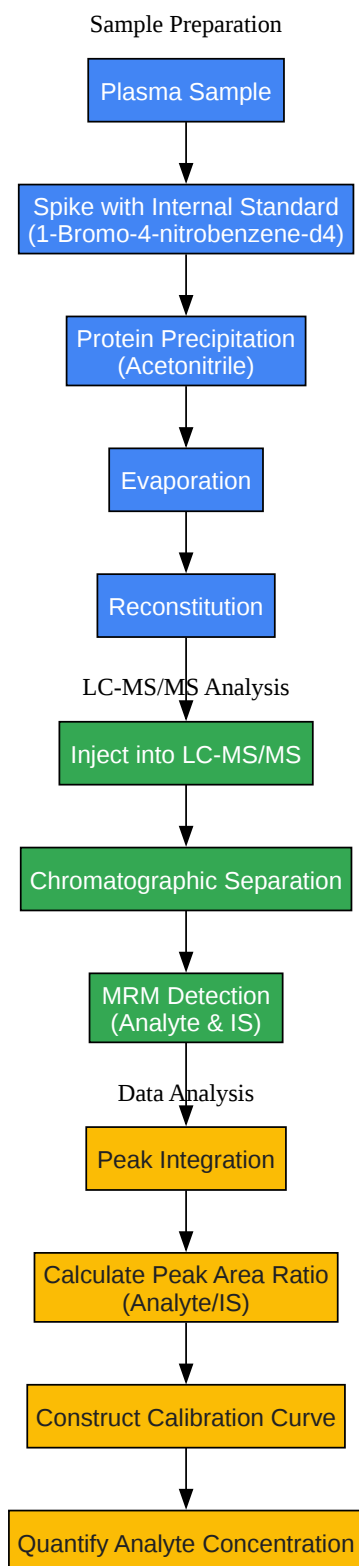 Sample Preparation
Plasma Sample
Spike with Internal Standard
(1-Bromo-4-nitrobenzene-d4)
Protein Precipitation
(Acetonitrile)
Evaporation
Reconstitution
LC-MS/MS Analysis
Inject into LC-MS/MS
Chromatographic Separation
MRM Detection
(Analyte & IS)
Data Analysis
Peak Integration
Calculate Peak Area Ratio
(Analyte/IS)
Construct Calibration Curve
Quantify Analyte Concentration